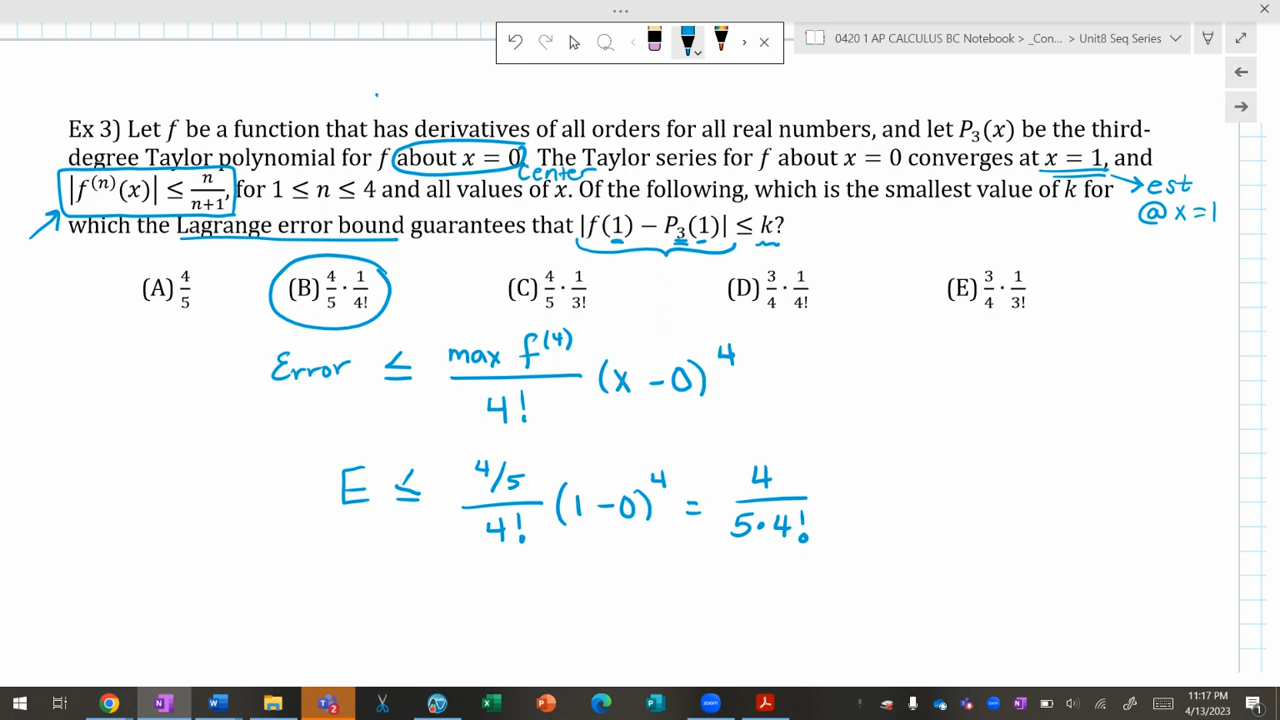 0420 1 AP CALCULUS BC Notebook > _Con... > Unit8 Seq Series
Ex 3) Let f be a function that has derivatives of all orders for all real numbers, and let P₃(x) be the third-
degree Taylor polynomial for f about x = 0. The Taylor series for f about x = 0 converges at x = 1, and
center
|f⁽ⁿ⁾(x)| ≤ n/(n+1), for 1 ≤ n ≤ 4 and all values of x. Of the following, which is the smallest value of k for
est
@ x=1
which the Lagrange error bound guarantees that |f(1) − P₃(1)| ≤ k?
(A) 4/5 (B) 4/5 · 1/4! (C) 4/5 · 1/3! (D) 3/4 · 1/4! (E) 3/4 · 1/3!
Error ≤ max f⁽⁴⁾/4! (x − 0)⁴
E ≤ (4/5)/4! (1 − 0)⁴ = 4/(5·4!)
11:17 PM
4/13/2023